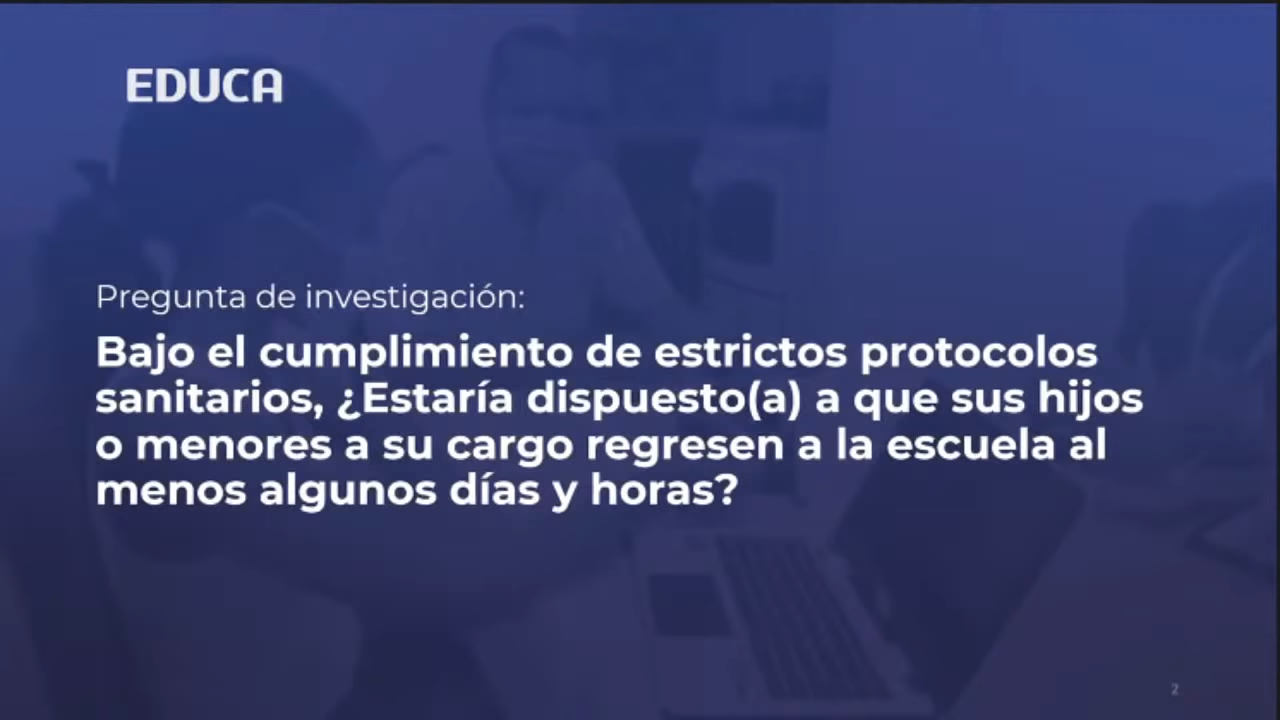 EDUCA
Pregunta de investigación:
Bajo el cumplimiento de estrictos protocolos
sanitarios, ¿Estaría dispuesto(a) a que sus hijos
o menores a su cargo regresen a la escuela al
menos algunos días y horas?
2